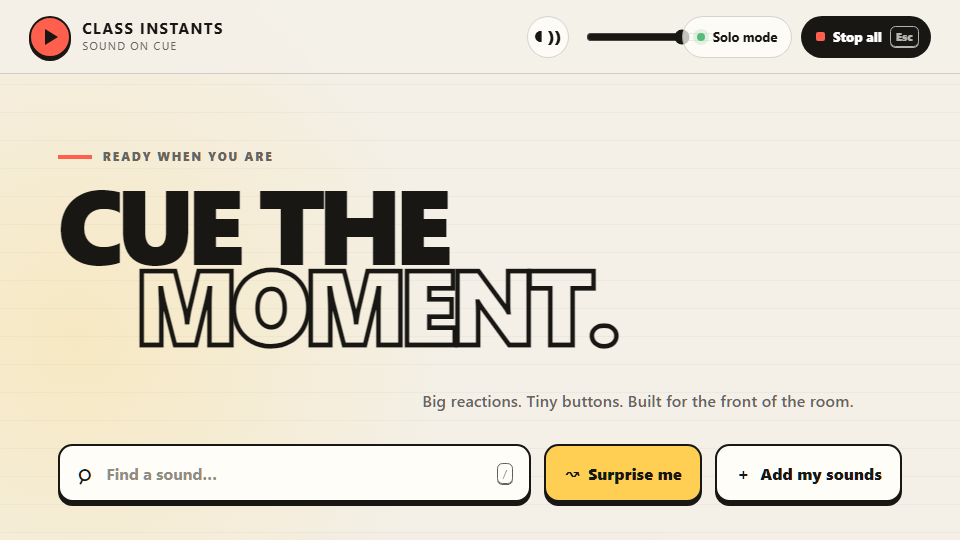 CLASS INSTANTS
SOUND ON CUE
Solo mode
Stop all Esc
READY WHEN YOU ARE
CUE THE
MOMENT.
Big reactions. Tiny buttons. Built for the front of the room.
Find a sound... /
Surprise me
+ Add my sounds